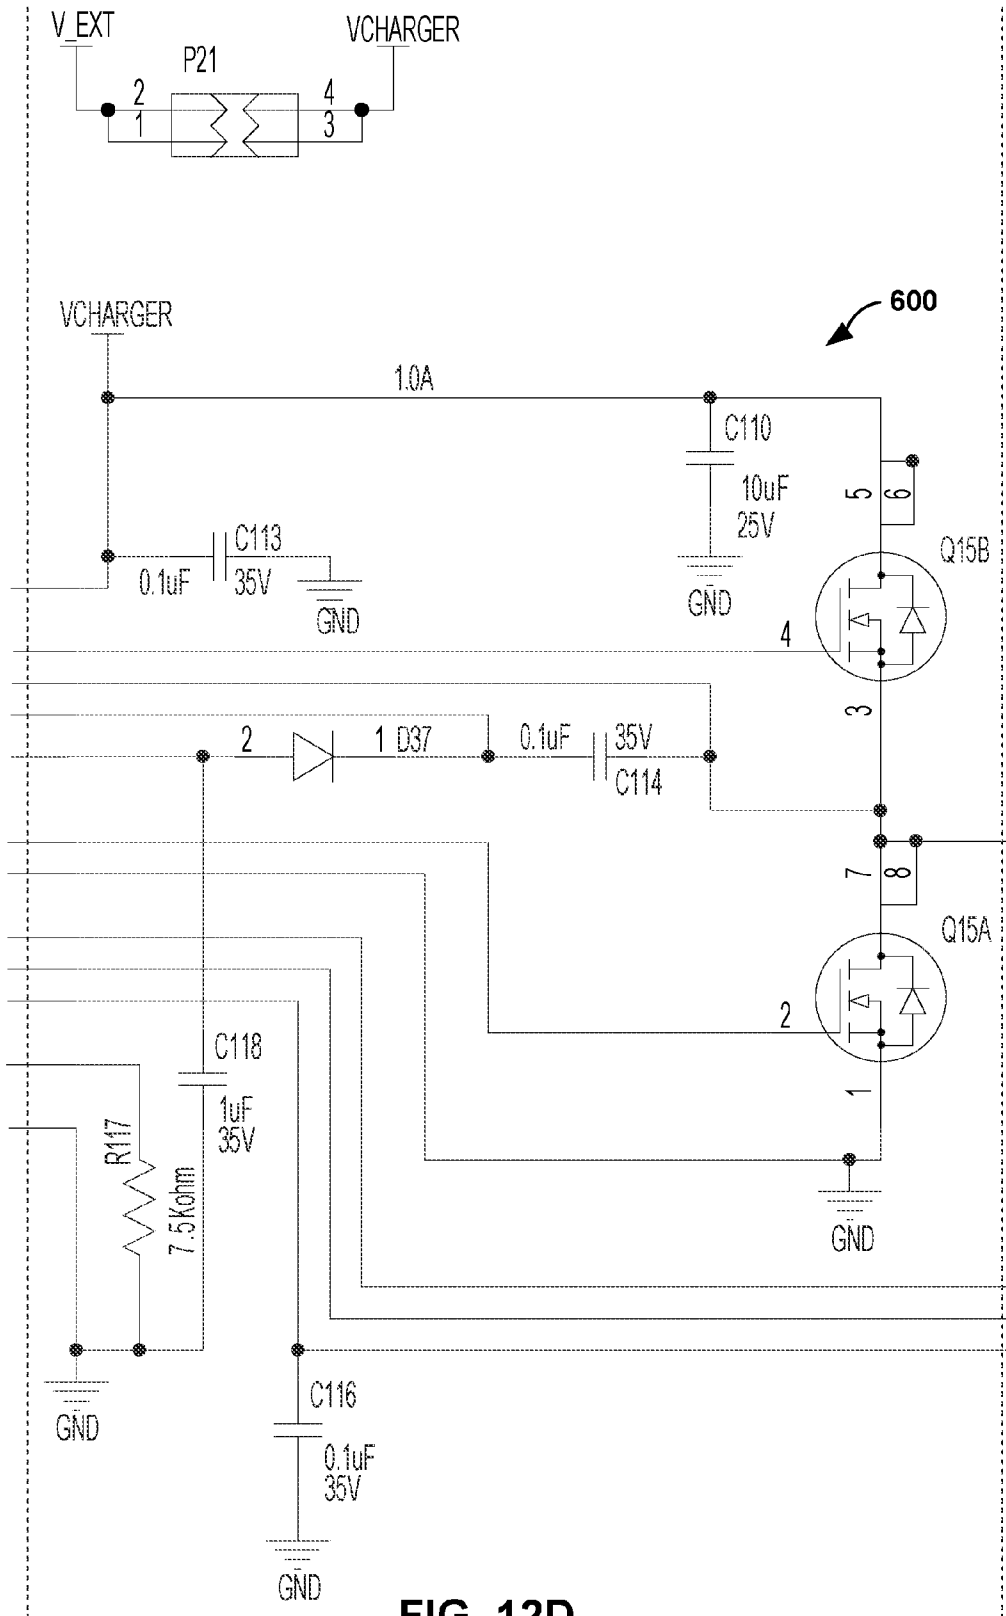 V_EXT
VCHARGER
P21
2
4
1
3
600
VCHARGER
1.0A
C110
10uF
25V
5
6
C113
0.1uF
35V
GND
GND
Q15B
4
3
2
1
D37
0.1uF
35V
C114
7
8
Q15A
2
C118
1uF
35V
1
R117
7.5Kohm
GND
C116
GND
0.1uF
35V
GND
FIG. 12D